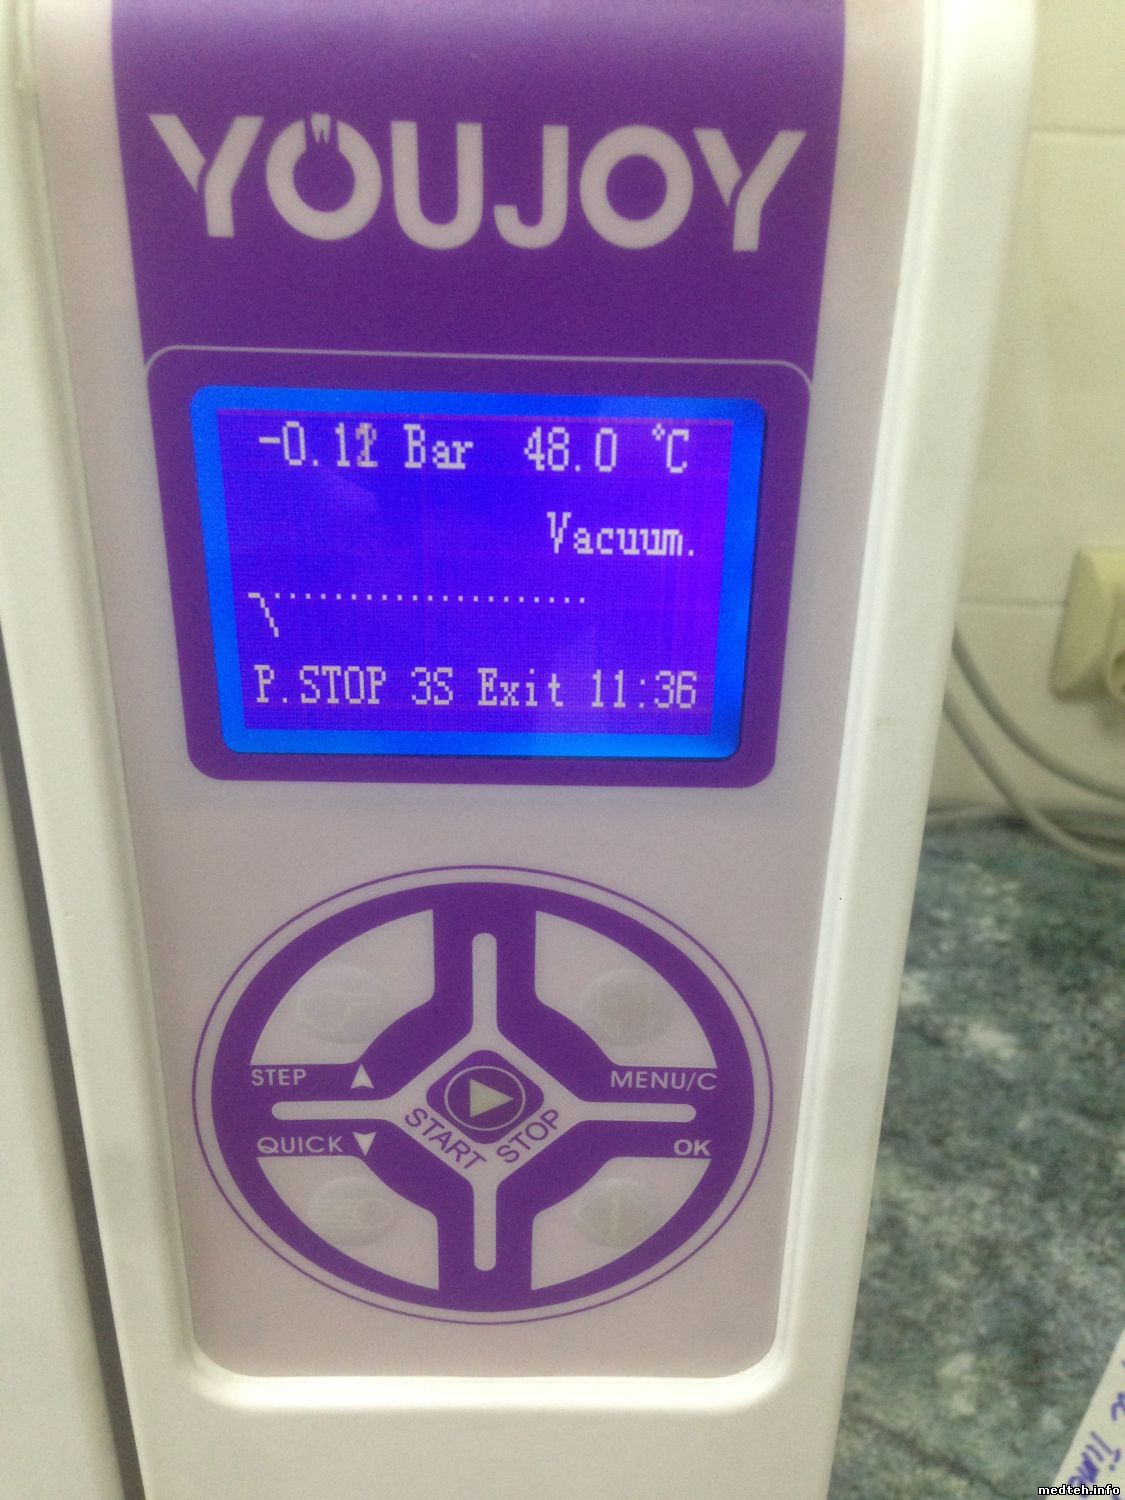 YOUJOY
-0.12 Bar 48.0 °C
Vacuum.
P.STOP 3S Exit 11:36
STEP ▲
MENU/C
START STOP
QUICK ▼
OK
medteh.info